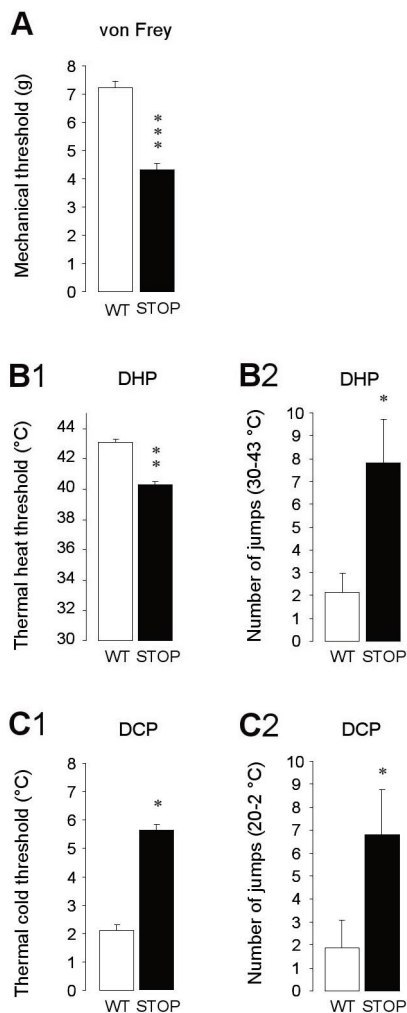 A
von Frey
Mechanical threshold (g)
8
7
6
5
4
3
2
1
0
***
WT STOP
B1
DHP
Thermal heat threshold (°C)
44
42
40
38
36
34
32
30
**
WT STOP
B2
DHP
Number of jumps (30-43 °C)
10
9
8
7
6
5
4
3
2
1
0
*
WT STOP
C1
DCP
Thermal cold threshold (°C)
8
7
6
5
4
3
2
1
0
*
WT STOP
C2
DCP
Number of jumps (20-2 °C)
10
9
8
7
6
5
4
3
2
1
0
*
WT STOP